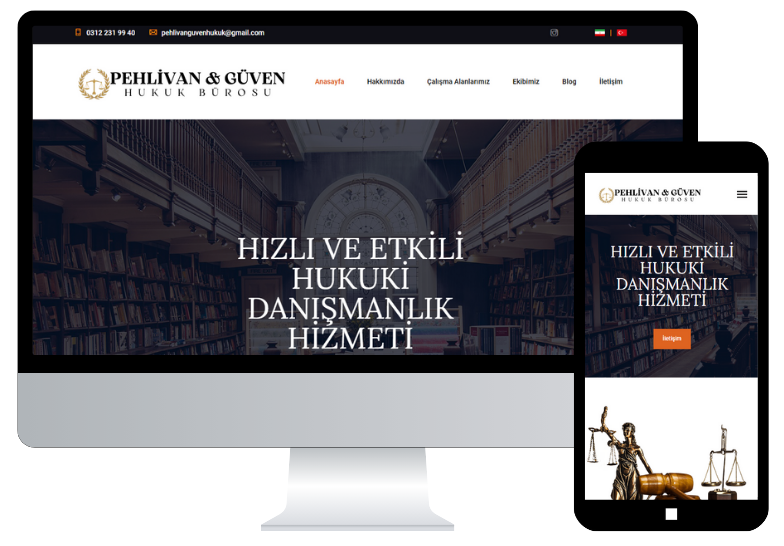 0312 231 99 40 pehlivanguvenhukuk@gmail.com
PEHLİVAN & GÜVEN
HUKUK BÜROSU
Anasayfa Hakkımızda Çalışma Alanlarımız Ekibimiz Blog İletişim
HIZLI VE ETKİLİ
HUKUKİ
DANIŞMANLIK
HİZMETİ
PEHLİVAN & GÜVEN
HUKUK BÜROSU
HIZLI VE ETKİLİ
HUKUKİ
DANIŞMANLIK
HİZMETİ
İletişim